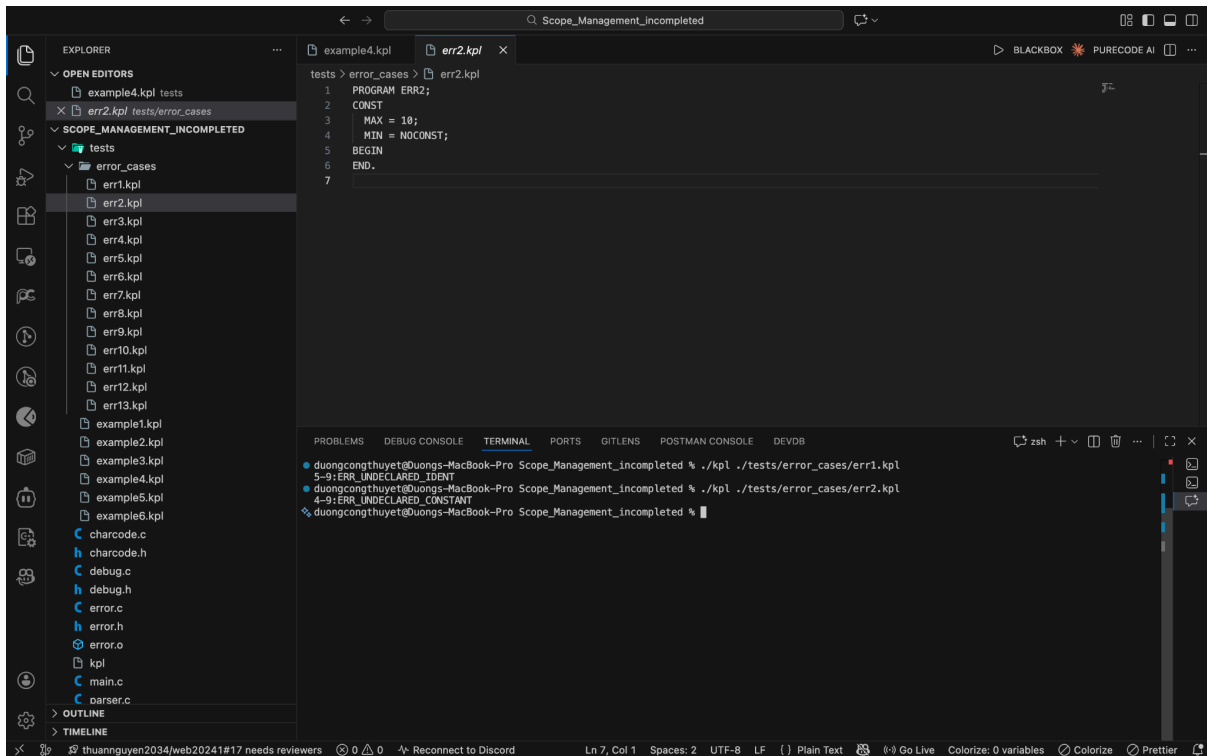 Scope_Management_incompleted
EXPLORER
OPEN EDITORS
example4.kpl tests
err2.kpl tests/error_cases
SCOPE_MANAGEMENT_INCOMPLETED
tests
error_cases
err1.kpl
err2.kpl
err3.kpl
err4.kpl
err5.kpl
err6.kpl
err7.kpl
err8.kpl
err9.kpl
err10.kpl
err11.kpl
err12.kpl
err13.kpl
example1.kpl
example2.kpl
example3.kpl
example4.kpl
example5.kpl
example6.kpl
C charcode.c
h charcode.h
C debug.c
h debug.h
C error.c
h error.h
error.o
kpl
C main.c
C parser.c
OUTLINE
TIMELINE
example4.kpl err2.kpl
BLACKBOX PURECODE AI
tests > error_cases > err2.kpl
1 PROGRAM ERR2;
2 CONST
3 MAX = 10;
4 MIN = NOCONST;
5 BEGIN
6 END.
7
PROBLEMS DEBUG CONSOLE TERMINAL PORTS GITLENS POSTMAN CONSOLE DEVDB
zsh
duongcongthuyet@Duongs-MacBook-Pro Scope_Management_incompleted % ./kpl ./tests/error_cases/err1.kpl
5-9:ERR_UNDECLARED_IDENT
duongcongthuyet@Duongs-MacBook-Pro Scope_Management_incompleted % ./kpl ./tests/error_cases/err2.kpl
4-9:ERR_UNDECLARED_CONSTANT
duongcongthuyet@Duongs-MacBook-Pro Scope_Management_incompleted %
thuannguyen2034/web20241#17 needs reviewers 0 0 Reconnect to Discord Ln 7, Col 1 Spaces: 2 UTF-8 LF { } Plain Text Go Live Colorize: 0 variables Colorize Prettier